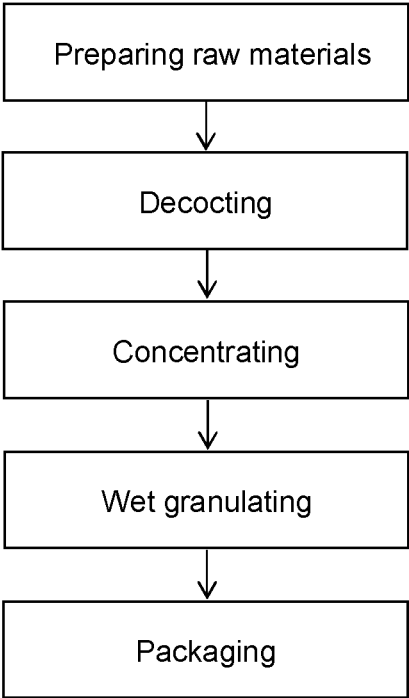 Preparing raw materials
Decocting
Concentrating
Wet granulating
Packaging